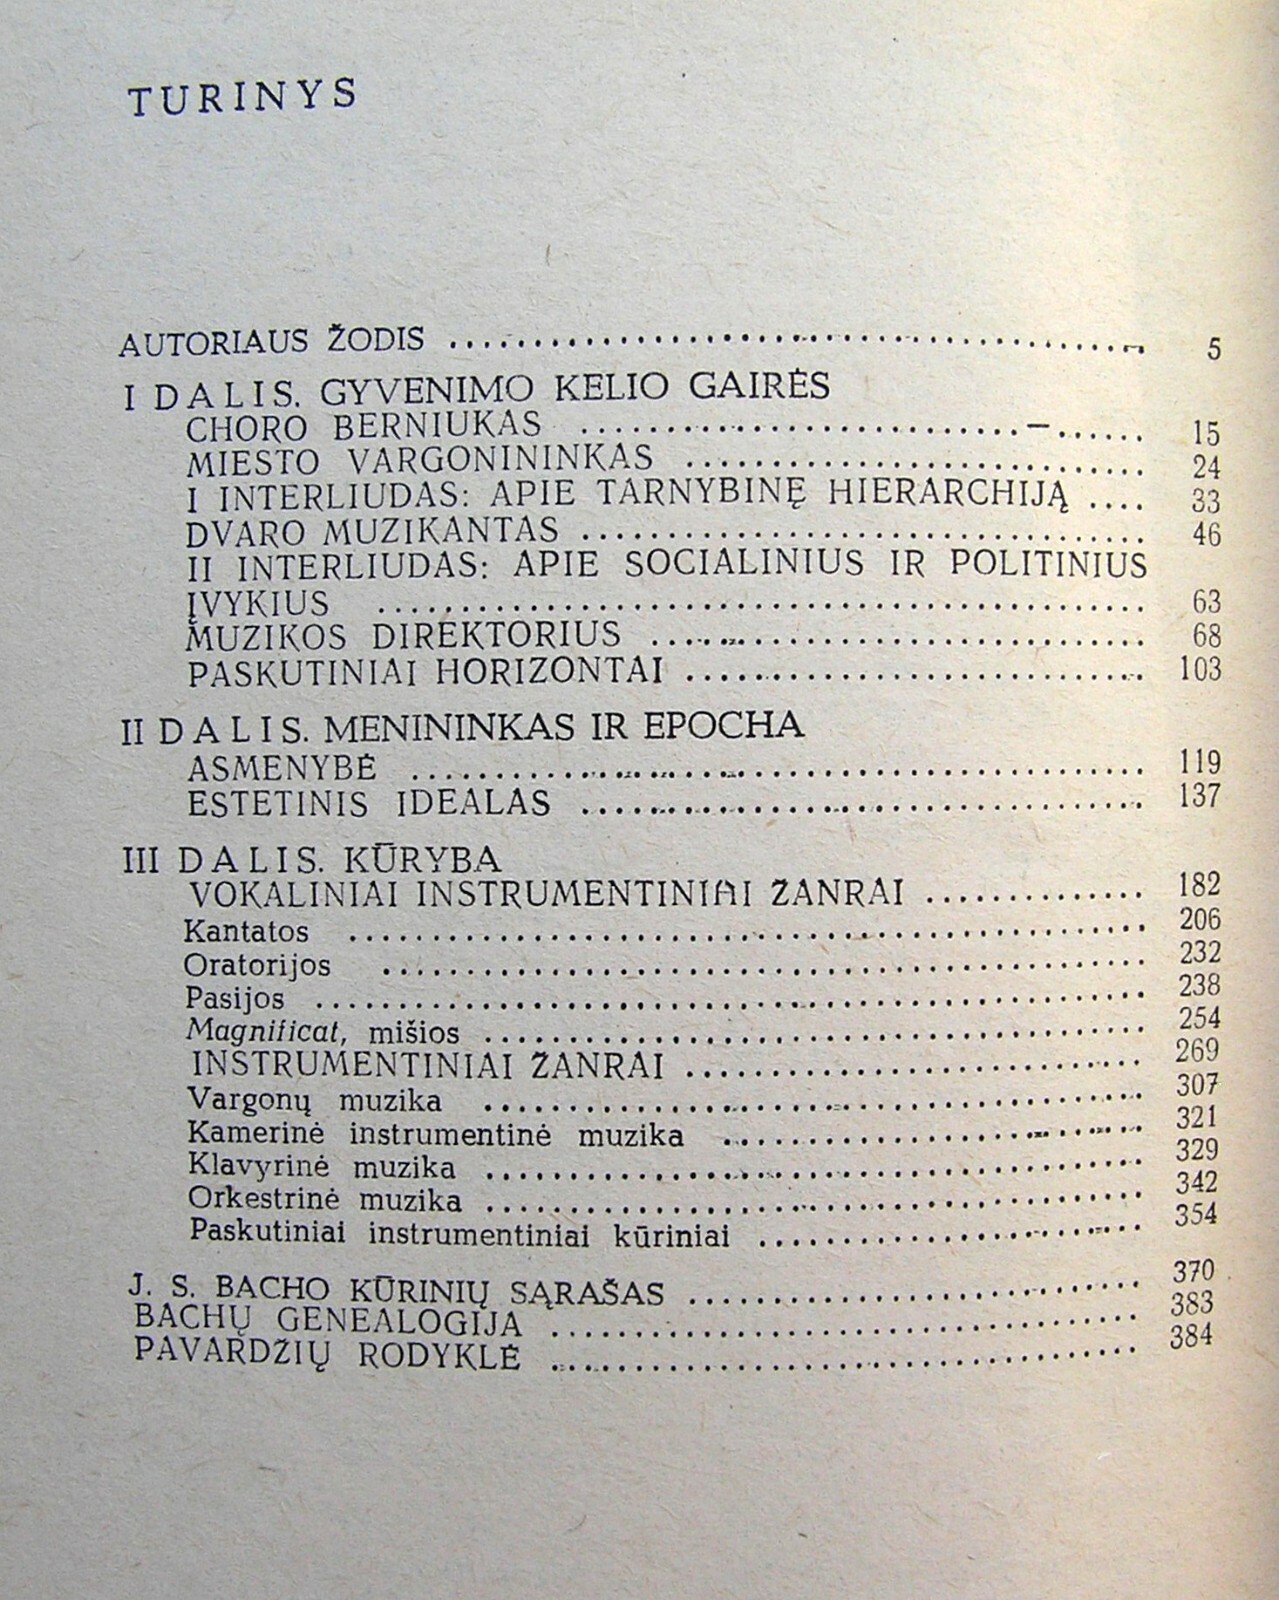 TURINYS
AUTORIAUS ŽODIS 5
I DALIS. GYVENIMO KELIO GAIRĖS
CHORO BERNIUKAS 15
MIESTO VARGONININKAS 24
I INTERLIUDAS: APIE TARNYBINĘ HIERARCHIJĄ 33
DVARO MUZIKANTAS 46
II INTERLIUDAS: APIE SOCIALINIUS IR POLITINIUS
ĮVYKIUS 63
MUZIKOS DIREKTORIUS 68
PASKUTINIAI HORIZONTAI 103
II DALIS. MENININKAS IR EPOCHA
ASMENYBĖ 119
ESTETINIS IDEALAS 137
III DALIS. KŪRYBA
VOKALINIAI INSTRUMENTINIAI ŽANRAI 182
Kantatos 206
Oratorijos 232
Pasijos 238
Magnificat, mišios 254
INSTRUMENTINIAI ŽANRAI 269
Vargonų muzika 307
Kamerinė instrumentinė muzika 321
Klavyrinė muzika 329
Orkestrinė muzika 342
Paskutiniai instrumentiniai kūriniai 354
J. S. BACHO KŪRINIŲ SĄRAŠAS 370
BACHŲ GENEALOGIJA 383
PAVARDŽIŲ RODYKLĖ 384